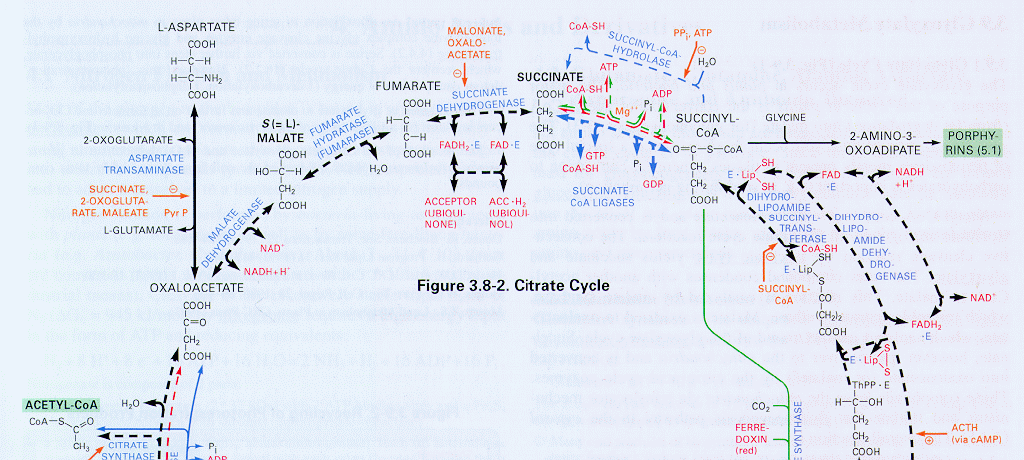 L-ASPARTATE
COOH
H—C—H
H—C—NH₂
COOH
2-OXOGLUTARATE
ASPARTATE
TRANSAMINASE
SUCCINATE,
2-OXOGLUTA-
RATE, MALEATE
⊖
Pyr P
L-GLUTAMATE
OXALOACETATE
COOH
C=O
CH₂
COOH
ACETYL-CoA
CoA—S
O
C
CH₃
H₂O
CITRATE
SYNTHASE
Pi
ADP
S(= L)-
MALATE
COOH
HO—C—H
CH₂
COOH
MALATE
DEHYDROGENASE
NAD⁺
NADH+H⁺
FUMARATE
HYDRATASE
(FUMARASE)
H₂O
FUMARATE
COOH
C—H
H—C
COOH
MALONATE,
OXALO-
ACETATE
⊖
SUCCINATE
DEHYDROGENASE
FADH₂·E
FAD·E
ACCEPTOR
(UBIQUI-
NONE)
ACC·H₂
(UBIQUI-
NOL)
SUCCINATE
COOH
CH₂
CH₂
COOH
CoA-SH
SUCCINYL-CoA-
HYDROLASE
PPi, ATP
⊖
H₂O
ATP
CoA-SH
Mg⁺⁺
Pi
ADP
GTP
CoA-SH
Pi
GDP
SUCCINATE-
CoA LIGASES
Figure 3.8-2. Citrate Cycle
SUCCINYL-
CoA
O=C—S—CoA
CH₂
CH₂
COOH
GLYCINE
2-AMINO-3-
OXOADIPATE
PORPHY-
RINS (5.1)
E·Lip
SH
SH
DIHYDRO-
LIPOAMIDE
SUCCINYL-
TRANS-
FERASE
FAD
·E
NADH
+H⁺
DIHYDRO-
LIPO-
AMIDE
DEHY-
DRO-
GENASE
CoA-SH
⊖
SUCCINYL-
CoA
E·Lip
SH
S
C=O
(CH₂)₂
COOH
NAD⁺
FADH₂
·E
E·Lip
S
S
ThPP·E
H—C—OH
CH₂
CH₂
COOH
ACTH
(via cAMP)
⊕
CO₂
FERRE-
DOXIN
(red)
E SYNTHASE